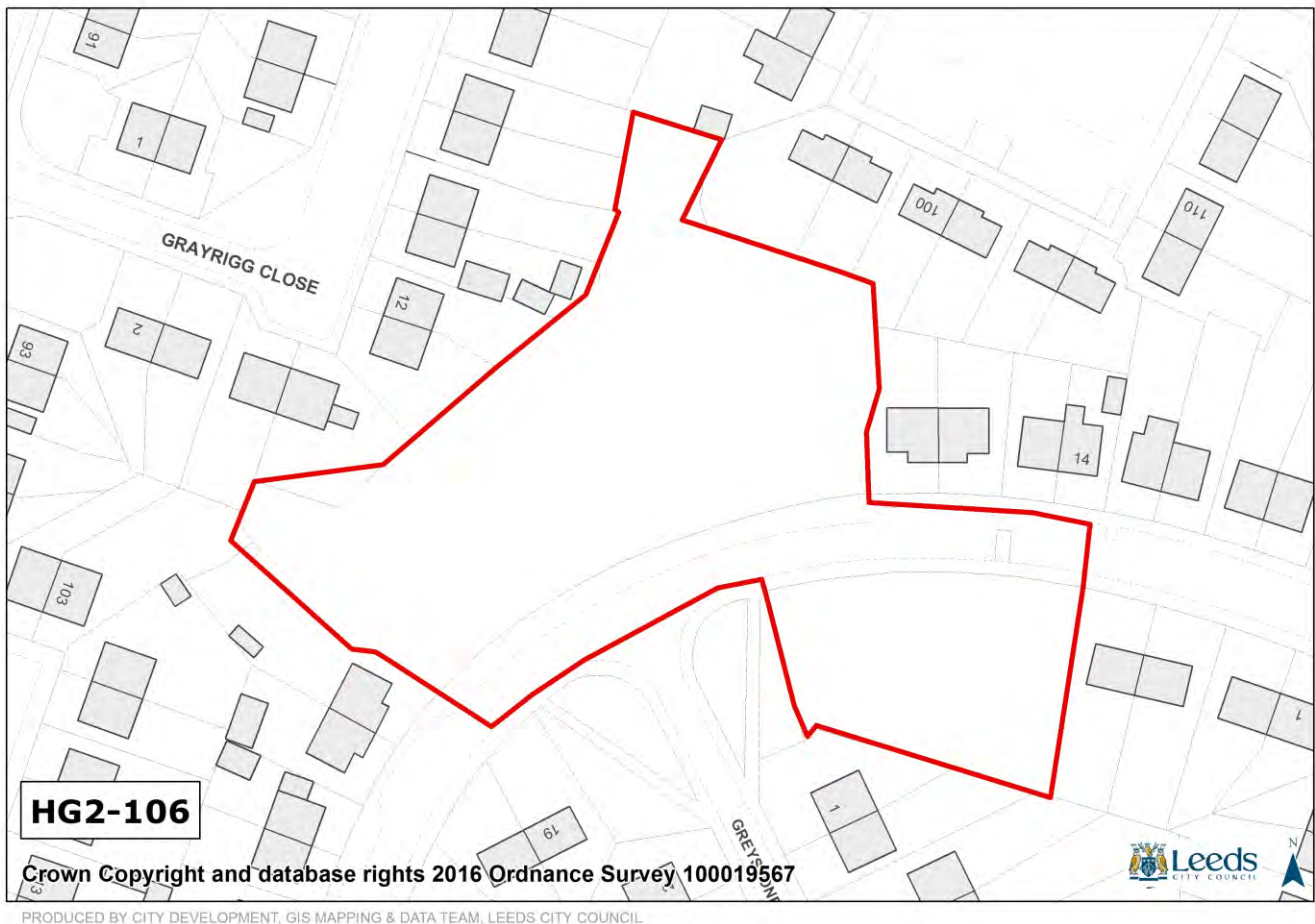 91
1
GRAYRIGG CLOSE
100
110
12
2
93
14
103
1
1
19
HG2-106
GREYSTONE
Crown Copyright and database rights 2016 Ordnance Survey 100019567
Leeds
CITY COUNCIL
N
PRODUCED BY CITY DEVELOPMENT, GIS MAPPING & DATA TEAM, LEEDS CITY COUNCIL